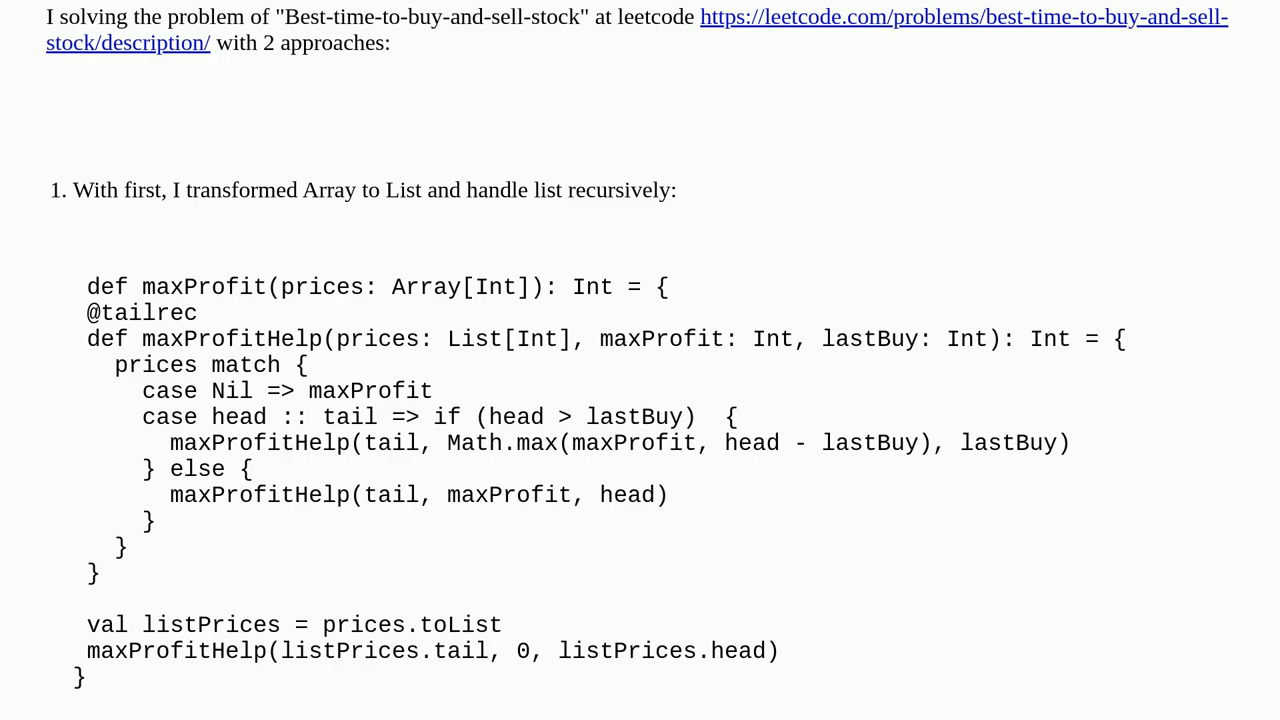 I solving the problem of "Best-time-to-buy-and-sell-stock" at leetcode https://leetcode.com/problems/best-time-to-buy-and-sell-
stock/description/ with 2 approaches:
1. With first, I transformed Array to List and handle list recursively:
def maxProfit(prices: Array[Int]): Int = {
@tailrec
def maxProfitHelp(prices: List[Int], maxProfit: Int, lastBuy: Int): Int = {
  prices match {
    case Nil => maxProfit
    case head :: tail => if (head > lastBuy)  {
      maxProfitHelp(tail, Math.max(maxProfit, head - lastBuy), lastBuy)
    } else {
      maxProfitHelp(tail, maxProfit, head)
    }
  }
}
val listPrices = prices.toList
maxProfitHelp(listPrices.tail, 0, listPrices.head)
}